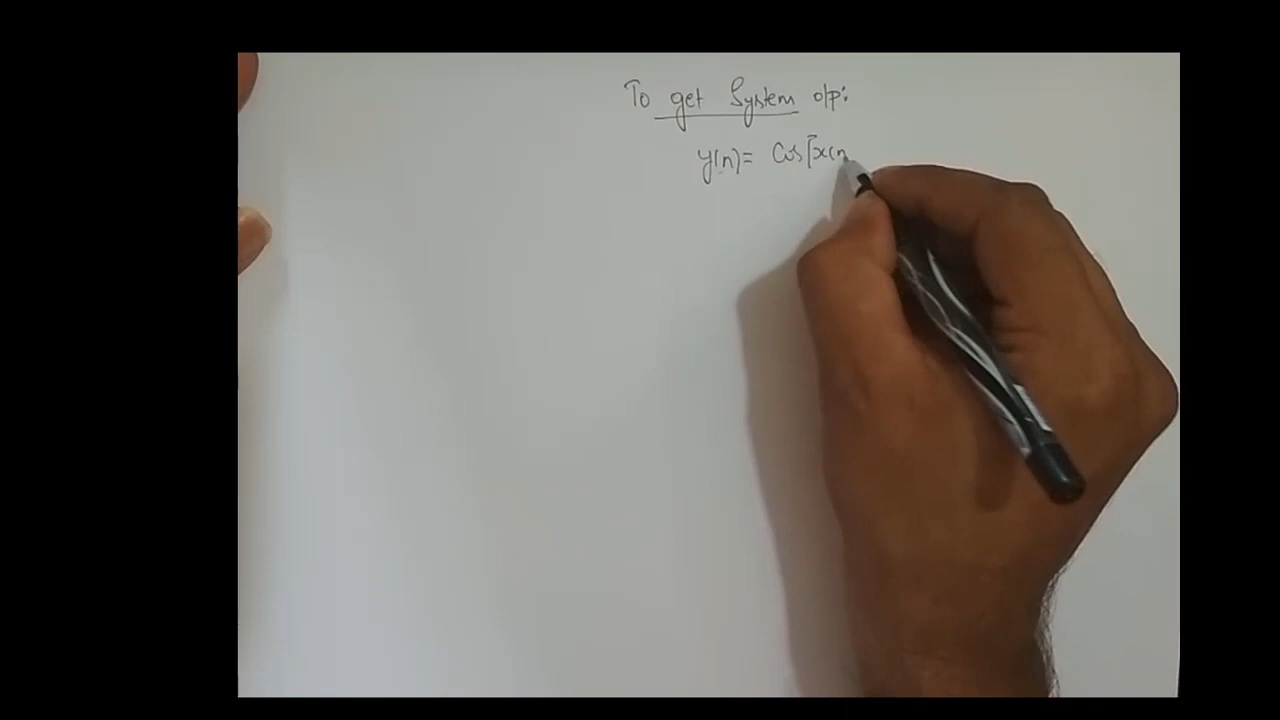 To get System o/p:
y(n)= Cos[x(n